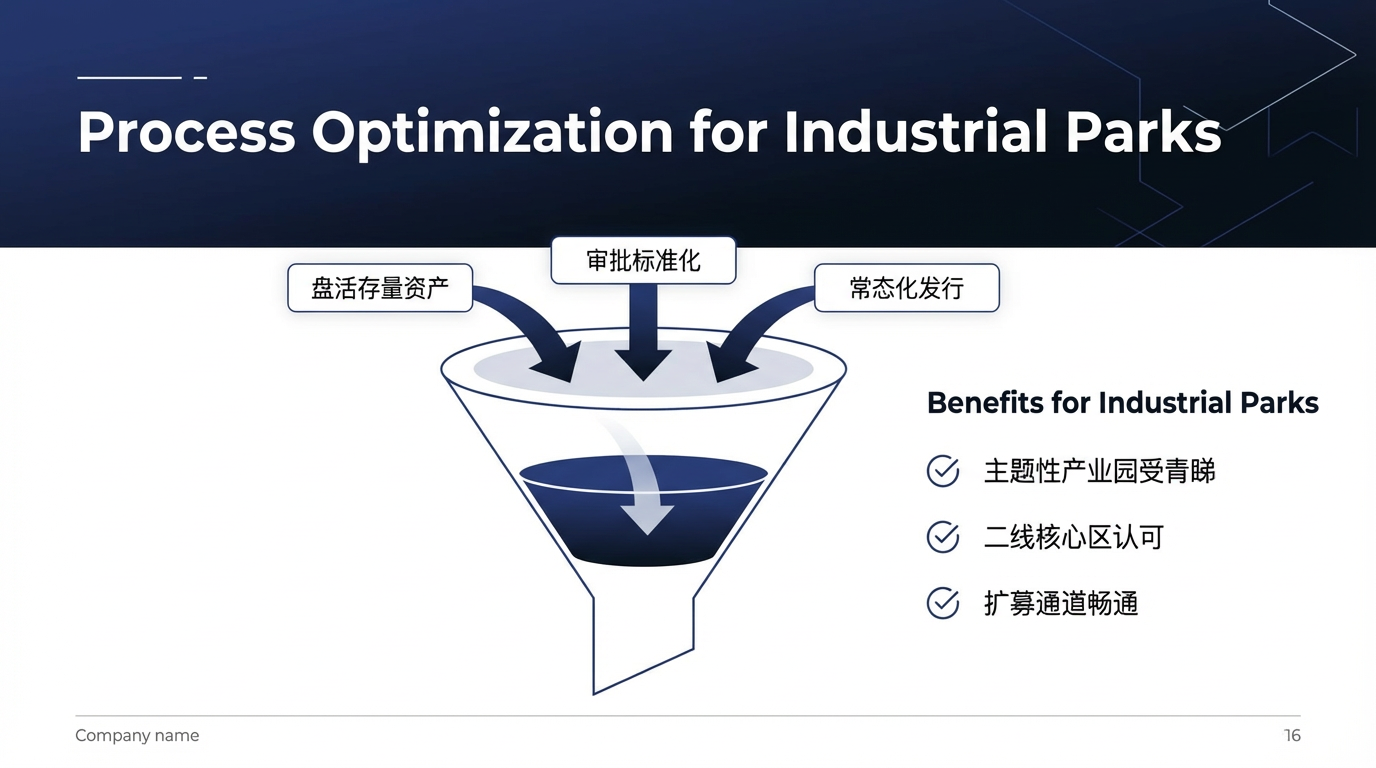 Process Optimization for Industrial Parks
审批标准化
盘活存量资产
常态化发行
Benefits for Industrial Parks
主题性产业园受青睐
二线核心区认可
扩募通道畅通
Company name
16